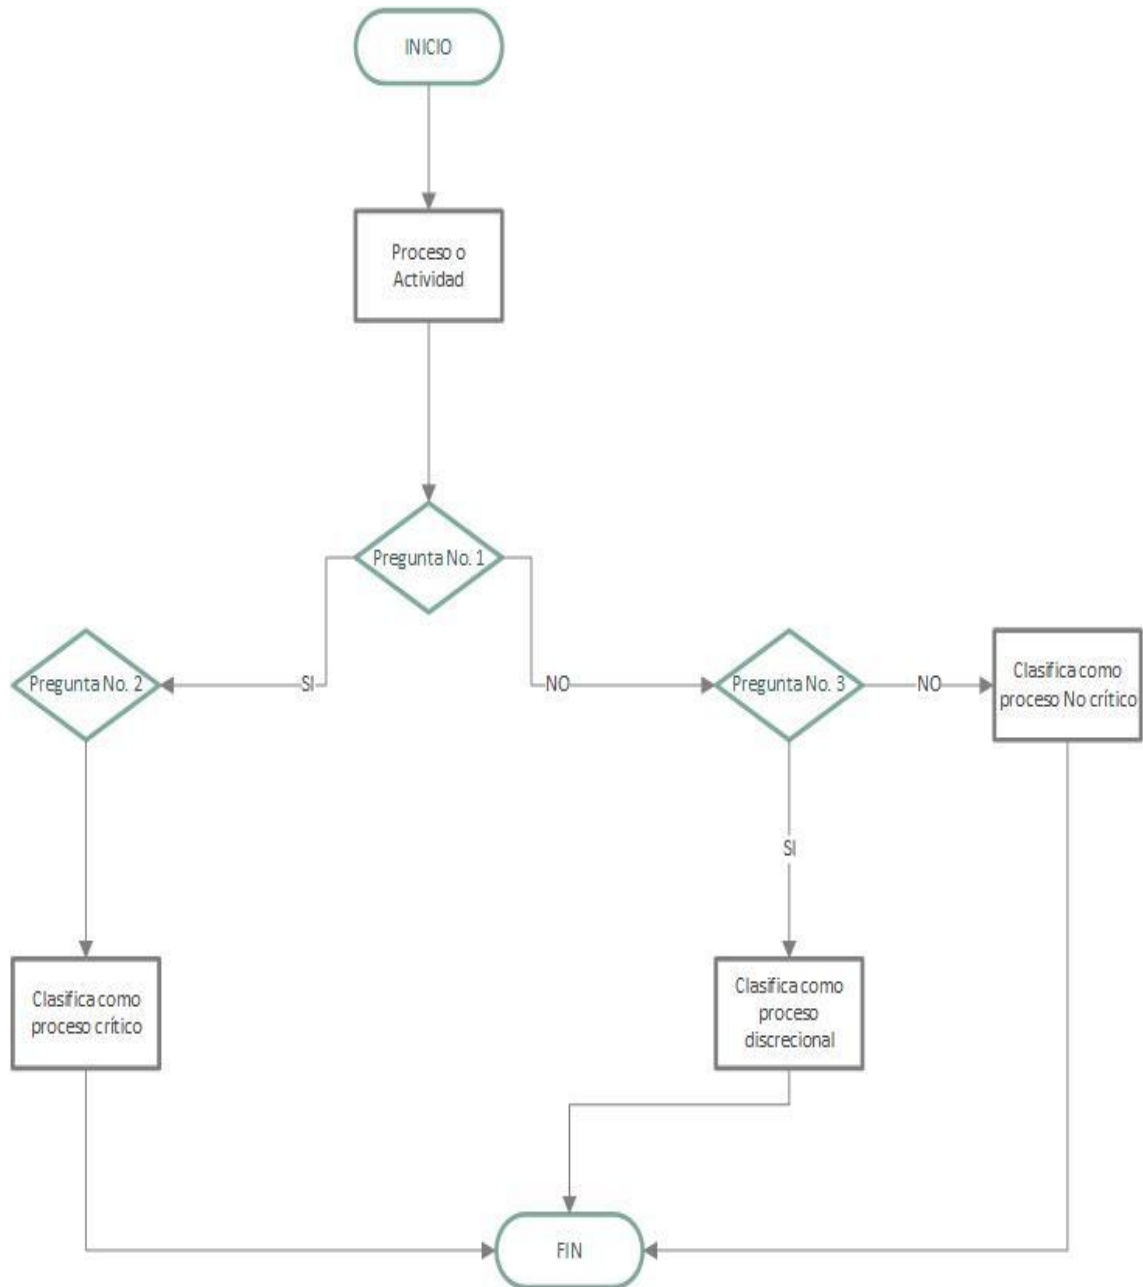 INICIO
Proceso o
Actividad
Pregunta No. 1
Pregunta No. 2
SI
NO
Pregunta No. 3
NO
Clasifica como
proceso No crítico
SI
Clasifica como
proceso crítico
Clasifica como
proceso
discrecional
FIN